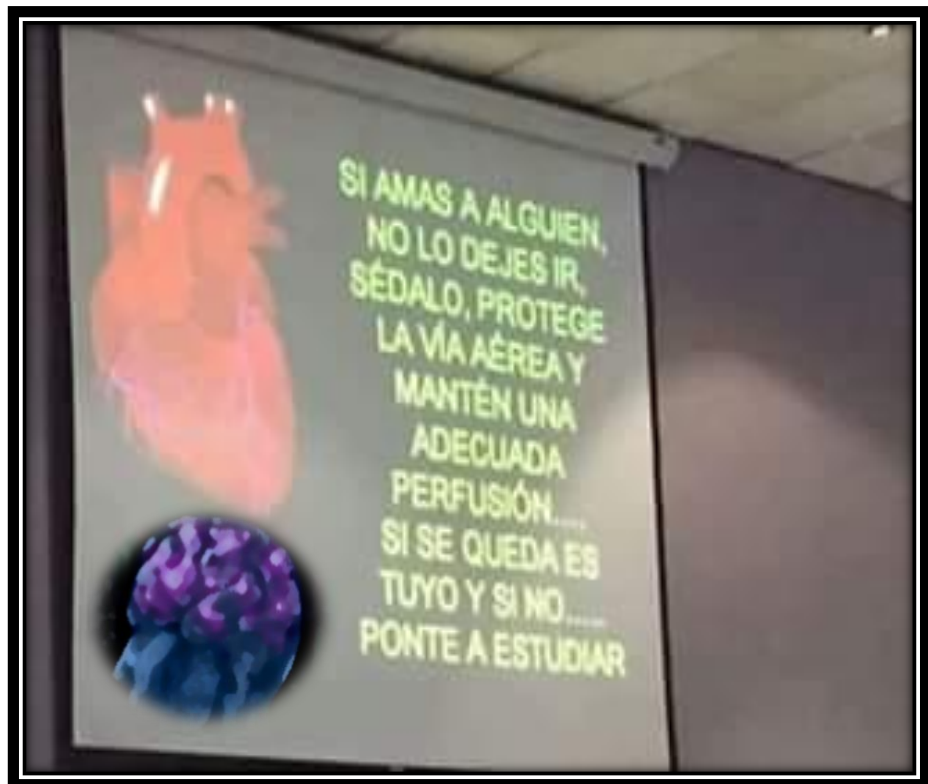 SI AMAS A ALGUIEN,
NO LO DEJES IR,
SÉDALO, PROTEGE
LA VÍA AÉREA Y
MANTÉN UNA
ADECUADA
PERFUSIÓN....
SI SE QUEDA ES
TUYO Y SI NO.....
PONTE A ESTUDIAR